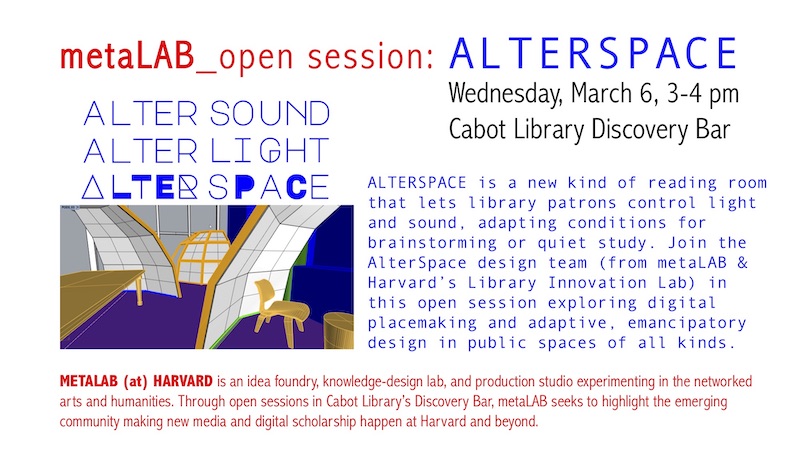 metaLAB_open session: ALTERSPACE
Wednesday, March 6, 3-4 pm
Cabot Library Discovery Bar
ALTER SOUND
ALTER LIGHT
ALTERSPACE
ALTERSPACE is a new kind of reading room
that lets library patrons control light
and sound, adapting conditions for
brainstorming or quiet study. Join the
AlterSpace design team (from metaLAB &
Harvard's Library Innovation Lab) in
this open session exploring digital
placemaking and adaptive, emancipatory
design in public spaces of all kinds.
METALAB (at) HARVARD is an idea foundry, knowledge-design lab, and production studio experimenting in the networked
arts and humanities. Through open sessions in Cabot Library's Discovery Bar, metaLAB seeks to highlight the emerging
community making new media and digital scholarship happen at Harvard and beyond.